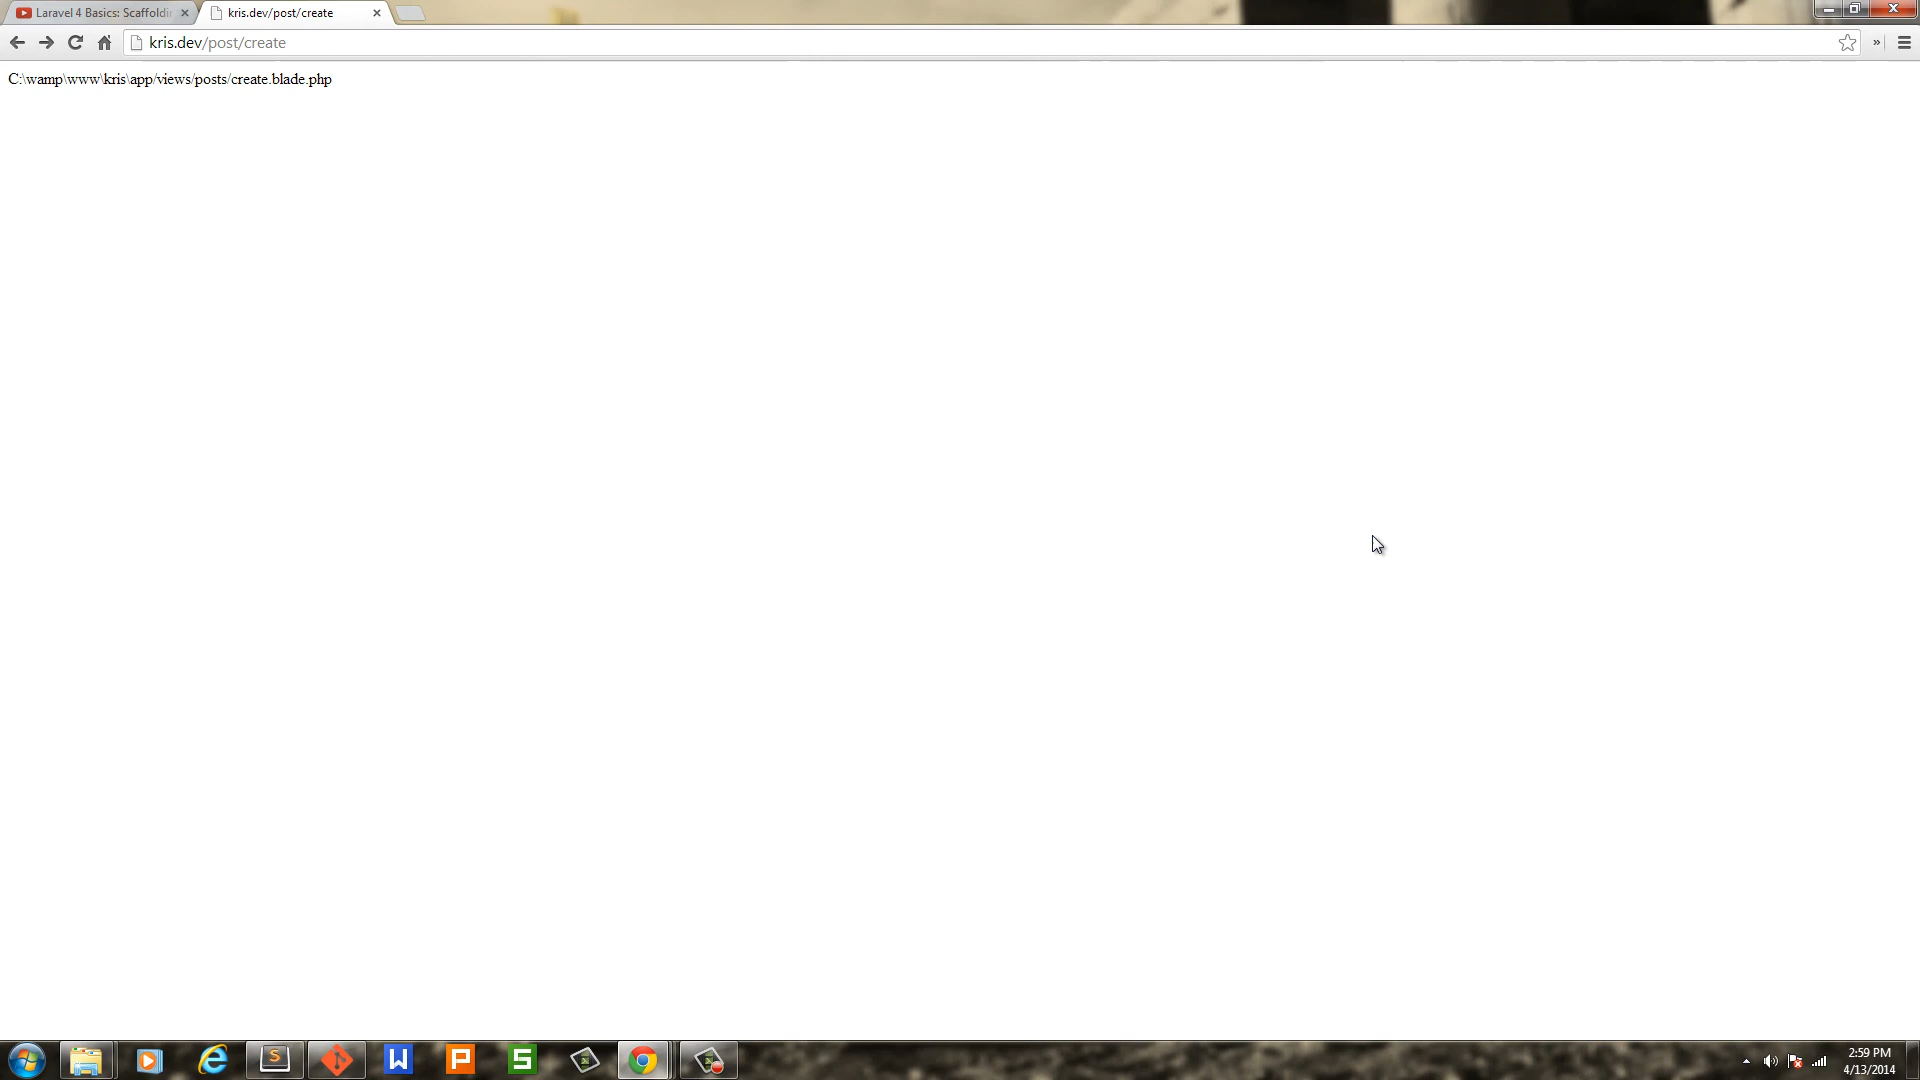 Laravel 4 Basics: Scaffoldin
kris.dev/post/create
kris.dev/post/create
C:\wamp\www\kris\app/views/posts/create.blade.php
2:59 PM
4/13/2014